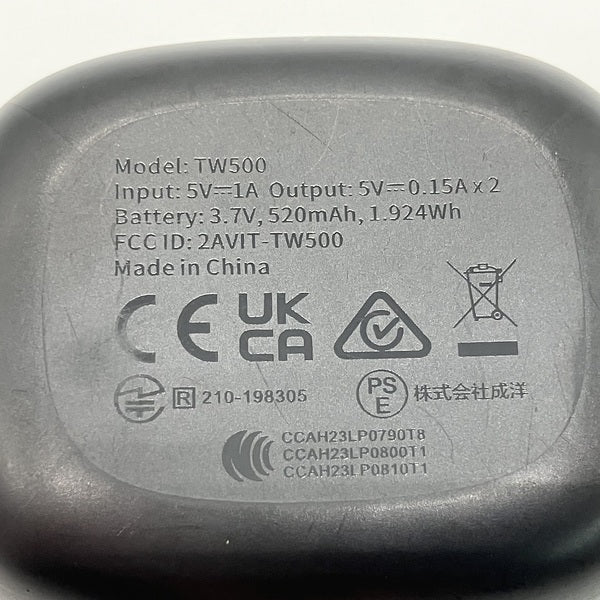 Model: TW500
Input: 5V⎓1A Output: 5V⎓0.15A x 2
Battery: 3.7V, 520mAh, 1.924Wh
FCC ID: 2AVIT-TW500
Made in China
CE UK CA
R 210-198305 PS E 株式会社成洋
CCAH23LP0790T8
CCAH23LP0800T1
CCAH23LP0810T1